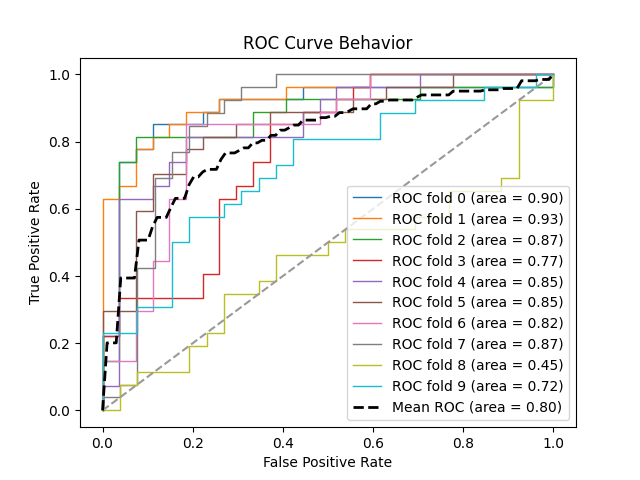 ROC Curve Behavior
True Positive Rate
1.0
0.8
0.6
0.4
0.2
0.0
ROC fold 0 (area = 0.90)
ROC fold 1 (area = 0.93)
ROC fold 2 (area = 0.87)
ROC fold 3 (area = 0.77)
ROC fold 4 (area = 0.85)
ROC fold 5 (area = 0.85)
ROC fold 6 (area = 0.82)
ROC fold 7 (area = 0.87)
ROC fold 8 (area = 0.45)
ROC fold 9 (area = 0.72)
Mean ROC (area = 0.80)
0.0 0.2 0.4 0.6 0.8 1.0
False Positive Rate